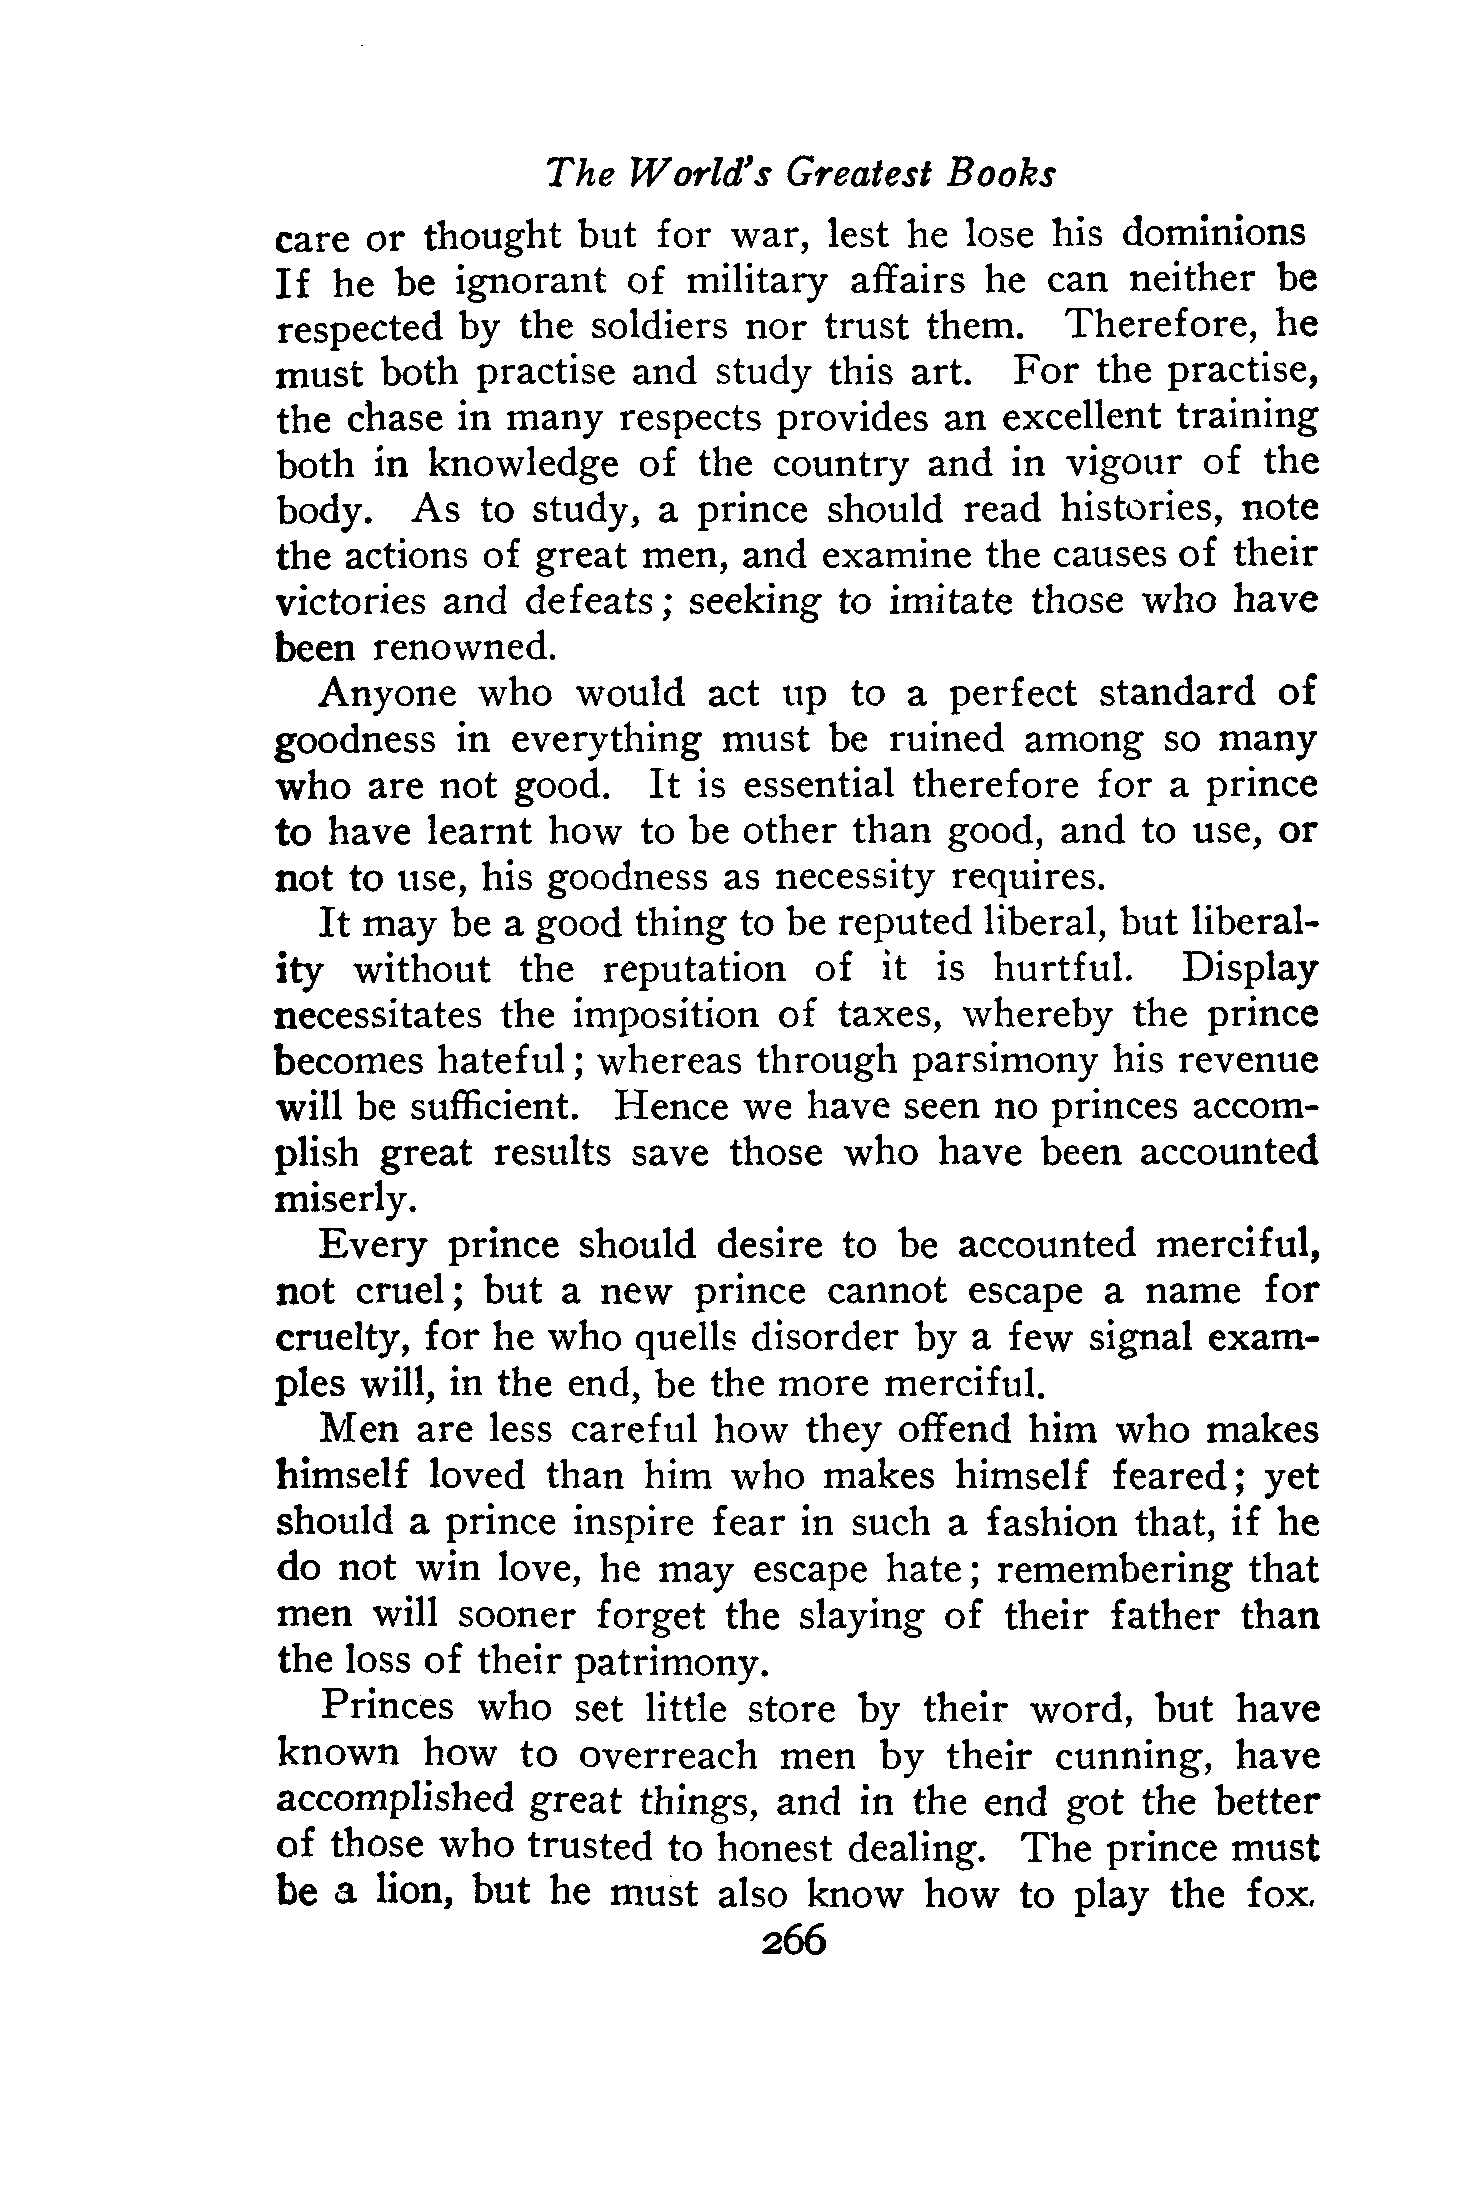 The World's Greatest Books
care or thought but for war, lest he lose his dominions
If he be ignorant of military affairs he can neither be
respected by the soldiers nor trust them. Therefore, he
must both practise and study this art. For the practise,
the chase in many respects provides an excellent training
both in knowledge of the country and in vigour of the
body. As to study, a prince should read histories, note
the actions of great men, and examine the causes of their
victories and defeats; seeking to imitate those who have
been renowned.
Anyone who would act up to a perfect standard of
goodness in everything must be ruined among so many
who are not good. It is essential therefore for a prince
to have learnt how to be other than good, and to use, or
not to use, his goodness as necessity requires.
It may be a good thing to be reputed liberal, but liberal-
ity without the reputation of it is hurtful. Display
necessitates the imposition of taxes, whereby the prince
becomes hateful; whereas through parsimony his revenue
will be sufficient. Hence we have seen no princes accom-
plish great results save those who have been accounted
miserly.
Every prince should desire to be accounted merciful,
not cruel; but a new prince cannot escape a name for
cruelty, for he who quells disorder by a few signal exam-
ples will, in the end, be the more merciful.
Men are less careful how they offend him who makes
himself loved than him who makes himself feared; yet
should a prince inspire fear in such a fashion that, if he
do not win love, he may escape hate; remembering that
men will sooner forget the slaying of their father than
the loss of their patrimony.
Princes who set little store by their word, but have
known how to overreach men by their cunning, have
accomplished great things, and in the end got the better
of those who trusted to honest dealing. The prince must
be a lion, but he must also know how to play the fox.
266